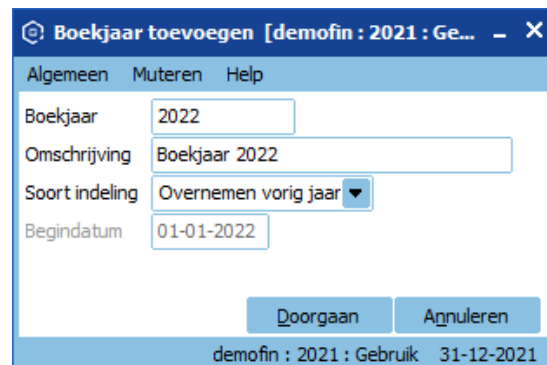 Boekjaar toevoegen [demofin : 2021 : Ge...
Algemeen Muteren Help
Boekjaar 2022
Omschrijving Boekjaar 2022
Soort indeling Overnemen vorig jaar
Begindatum 01-01-2022
Doorgaan Annuleren
demofin : 2021 : Gebruik 31-12-2021